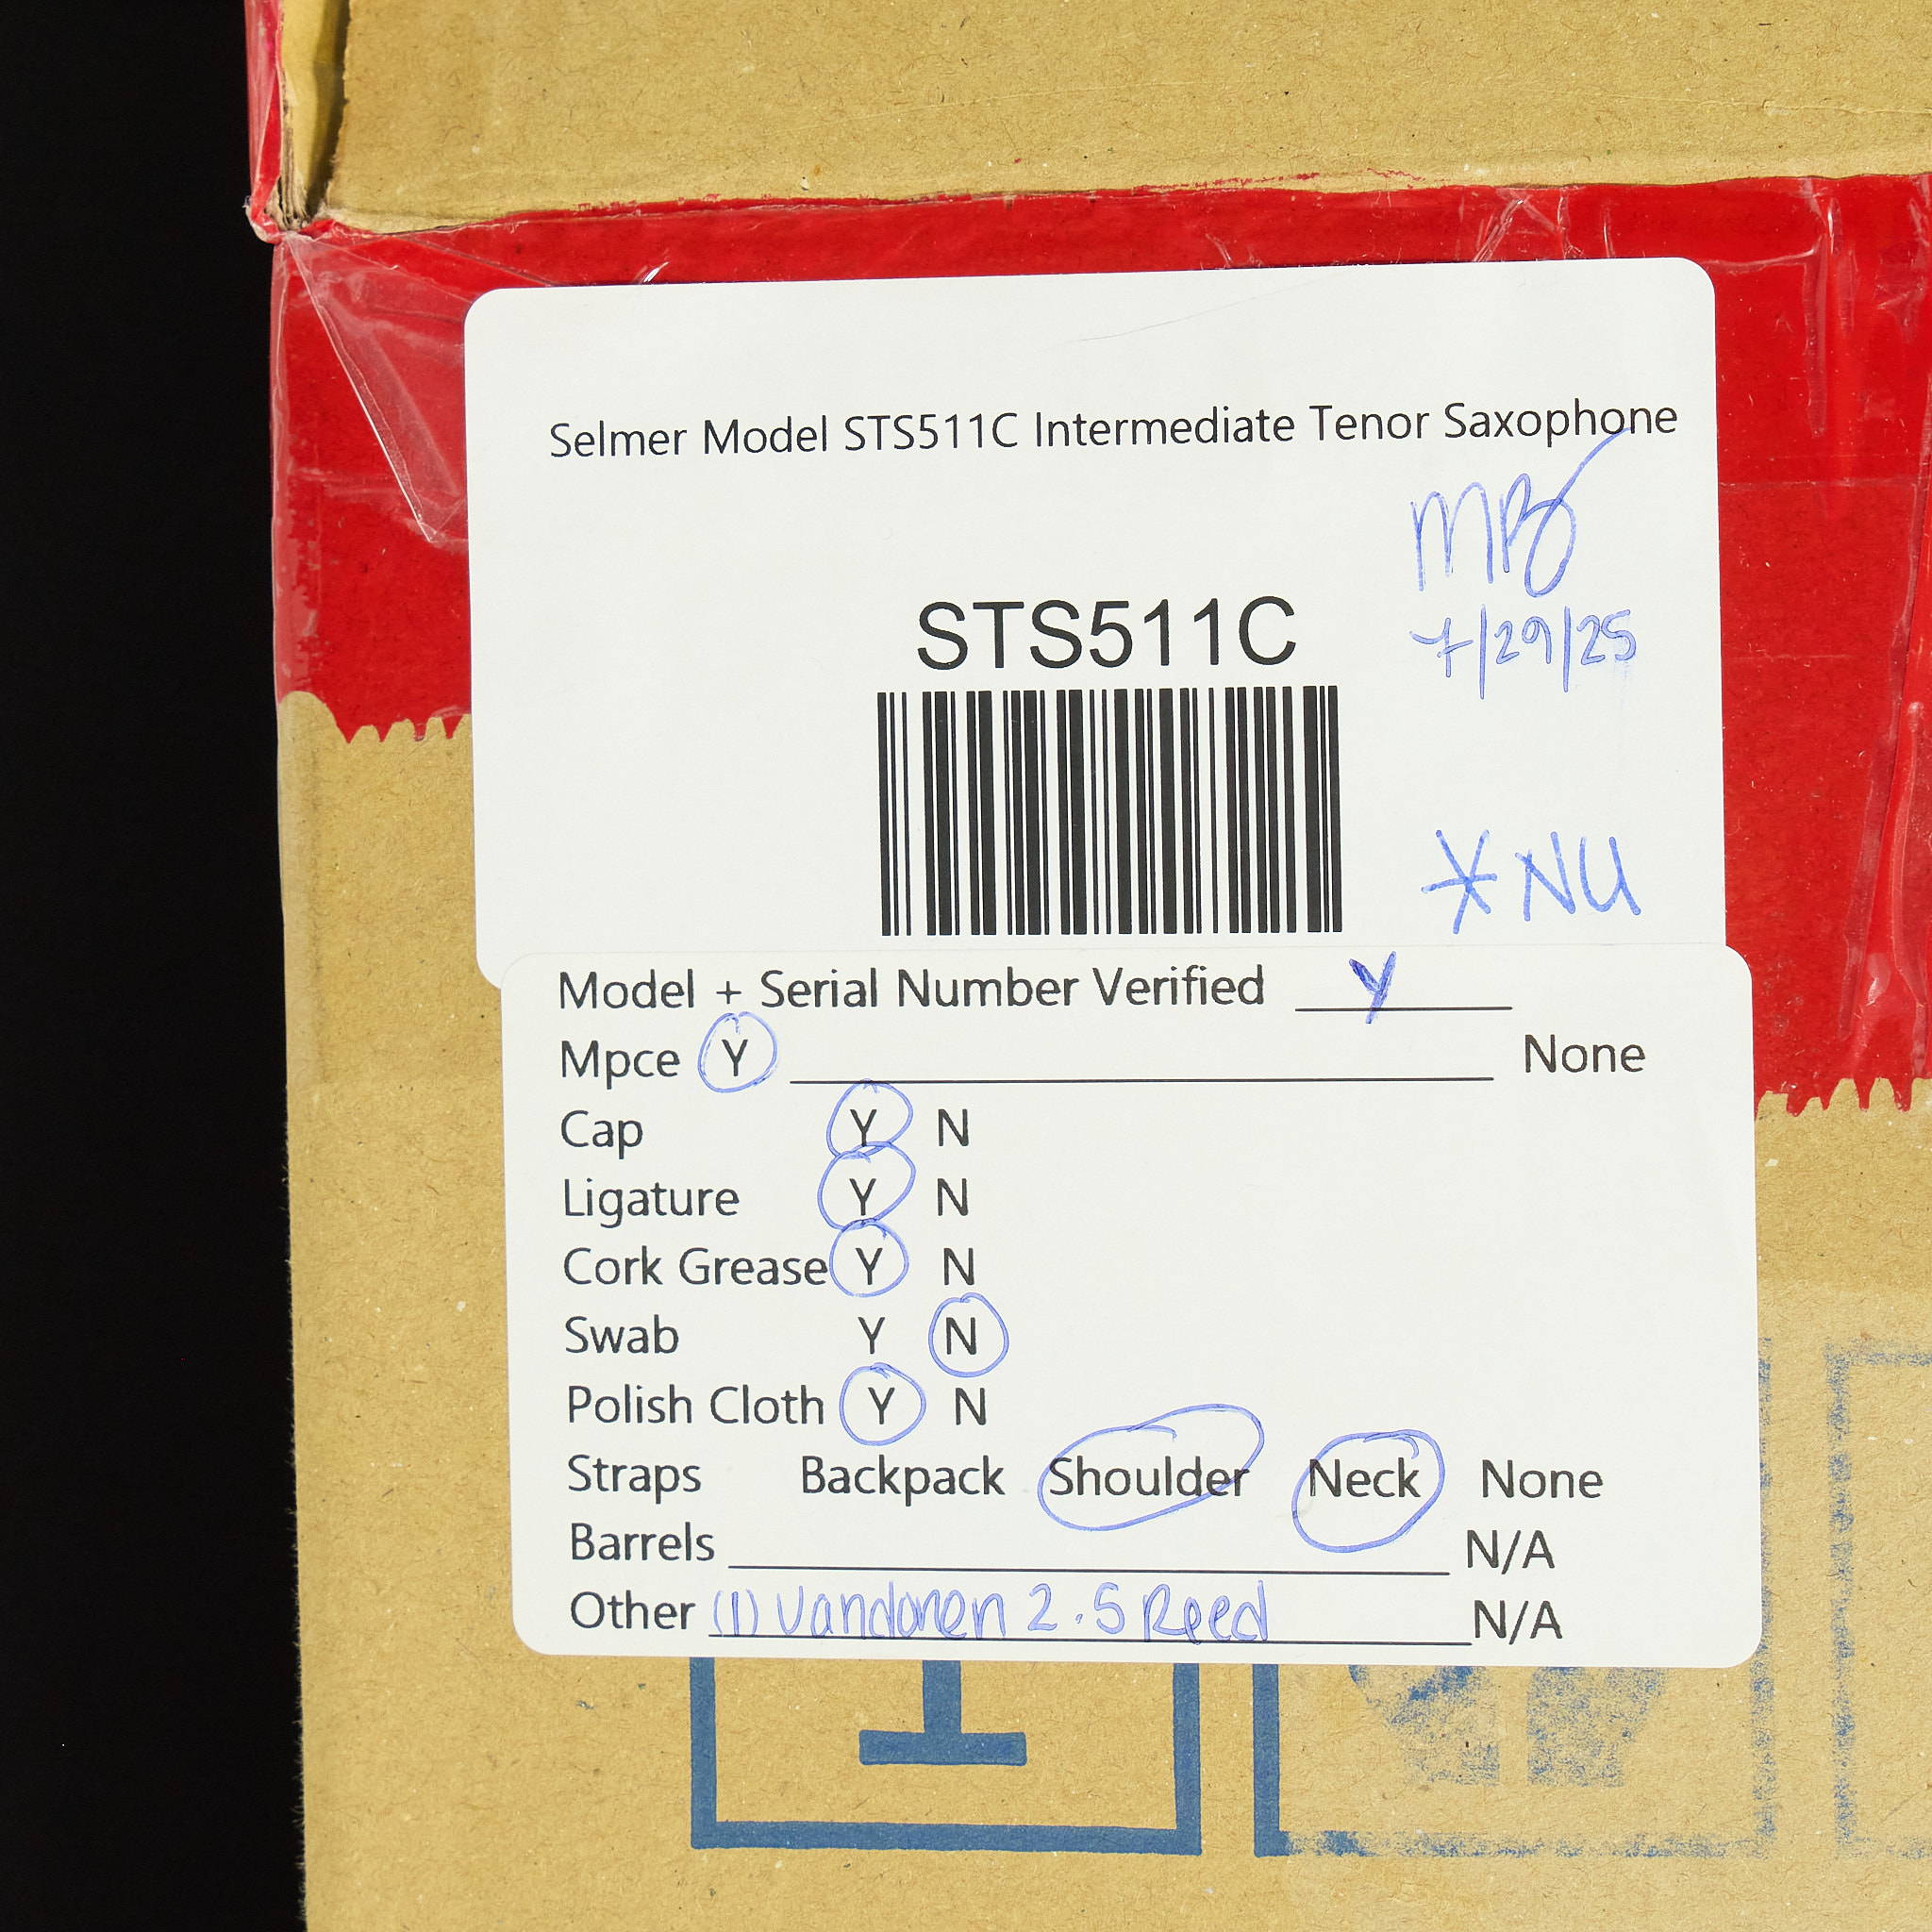 Selmer Model STS511C Intermediate Tenor Saxophone
MB
7/29/25
STS511C
* NU
Model + Serial Number Verified Y
Mpce Y None
Cap Y N
Ligature Y N
Cork Grease Y N
Swab Y N
Polish Cloth Y N
Straps Backpack Shoulder Neck None
Barrels N/A
Other (1) Vandoren 2.5 Reed N/A